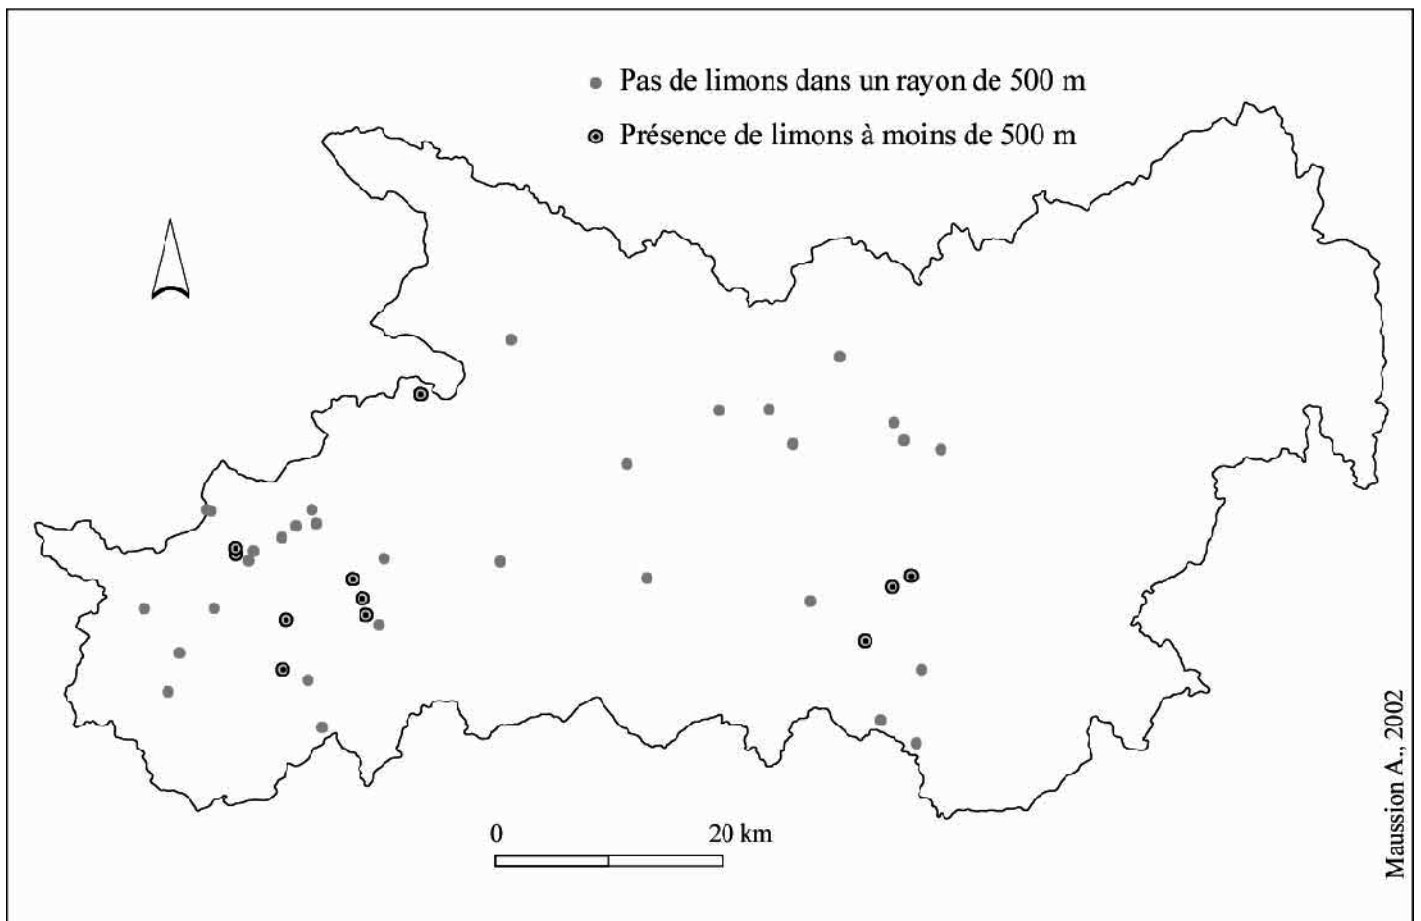 Pas de limons dans un rayon de 500 m
Présence de limons à moins de 500 m
0 20 km
Maussion A., 2002